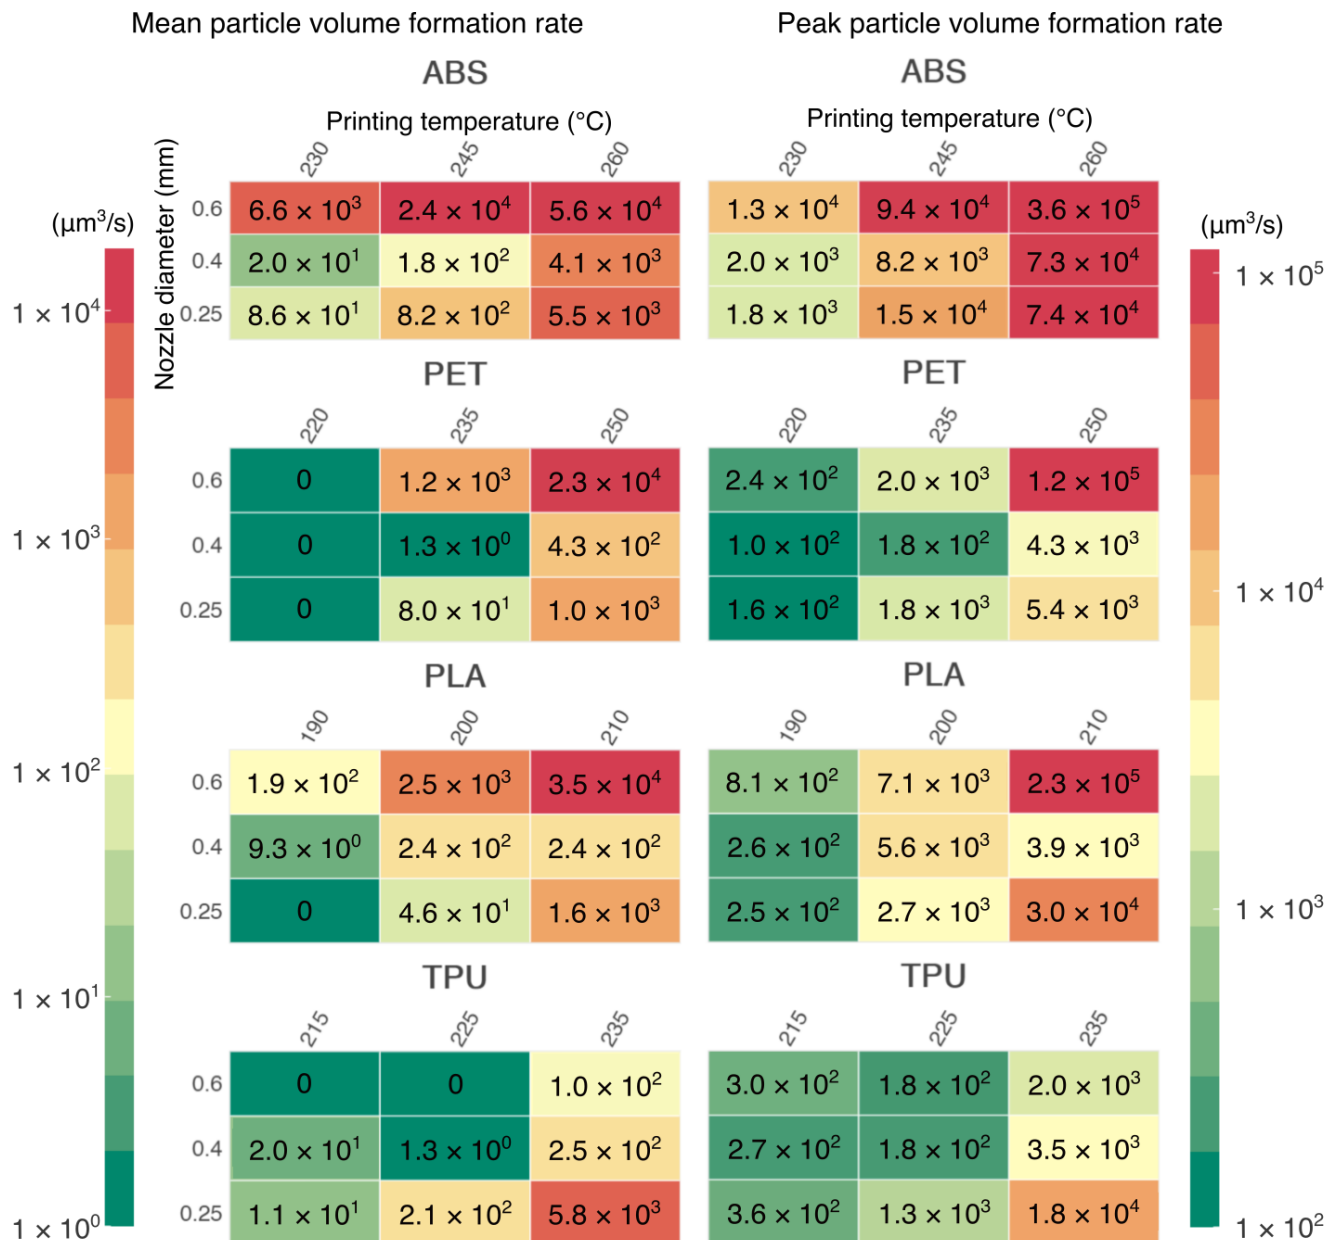 Mean particle volume formation rate
Peak particle volume formation rate
ABS
ABS
Printing temperature (°C)
Printing temperature (°C)
230 245 260
230 245 260
Nozzle diameter (mm)
(μm³/s)
(μm³/s)
0.6 6.6 × 10³ 2.4 × 10⁴ 5.6 × 10⁴ 1.3 × 10⁴ 9.4 × 10⁴ 3.6 × 10⁵
0.4 2.0 × 10¹ 1.8 × 10² 4.1 × 10³ 2.0 × 10³ 8.2 × 10³ 7.3 × 10⁴
0.25 8.6 × 10¹ 8.2 × 10² 5.5 × 10³ 1.8 × 10³ 1.5 × 10⁴ 7.4 × 10⁴
PET
PET
220 235 250
220 235 250
0.6 0 1.2 × 10³ 2.3 × 10⁴ 2.4 × 10² 2.0 × 10³ 1.2 × 10⁵
0.4 0 1.3 × 10⁰ 4.3 × 10² 1.0 × 10² 1.8 × 10² 4.3 × 10³
0.25 0 8.0 × 10¹ 1.0 × 10³ 1.6 × 10² 1.8 × 10³ 5.4 × 10³
PLA
PLA
190 200 210
190 200 210
0.6 1.9 × 10² 2.5 × 10³ 3.5 × 10⁴ 8.1 × 10² 7.1 × 10³ 2.3 × 10⁵
0.4 9.3 × 10⁰ 2.4 × 10² 2.4 × 10² 2.6 × 10² 5.6 × 10³ 3.9 × 10³
0.25 0 4.6 × 10¹ 1.6 × 10³ 2.5 × 10² 2.7 × 10³ 3.0 × 10⁴
TPU
TPU
215 225 235
215 225 235
0.6 0 0 1.0 × 10² 3.0 × 10² 1.8 × 10² 2.0 × 10³
0.4 2.0 × 10¹ 1.3 × 10⁰ 2.5 × 10² 2.7 × 10² 1.8 × 10² 3.5 × 10³
0.25 1.1 × 10¹ 2.1 × 10² 5.8 × 10³ 3.6 × 10² 1.3 × 10³ 1.8 × 10⁴
1 × 10⁴
1 × 10³
1 × 10²
1 × 10¹
1 × 10⁰
1 × 10⁵
1 × 10⁴
1 × 10³
1 × 10²